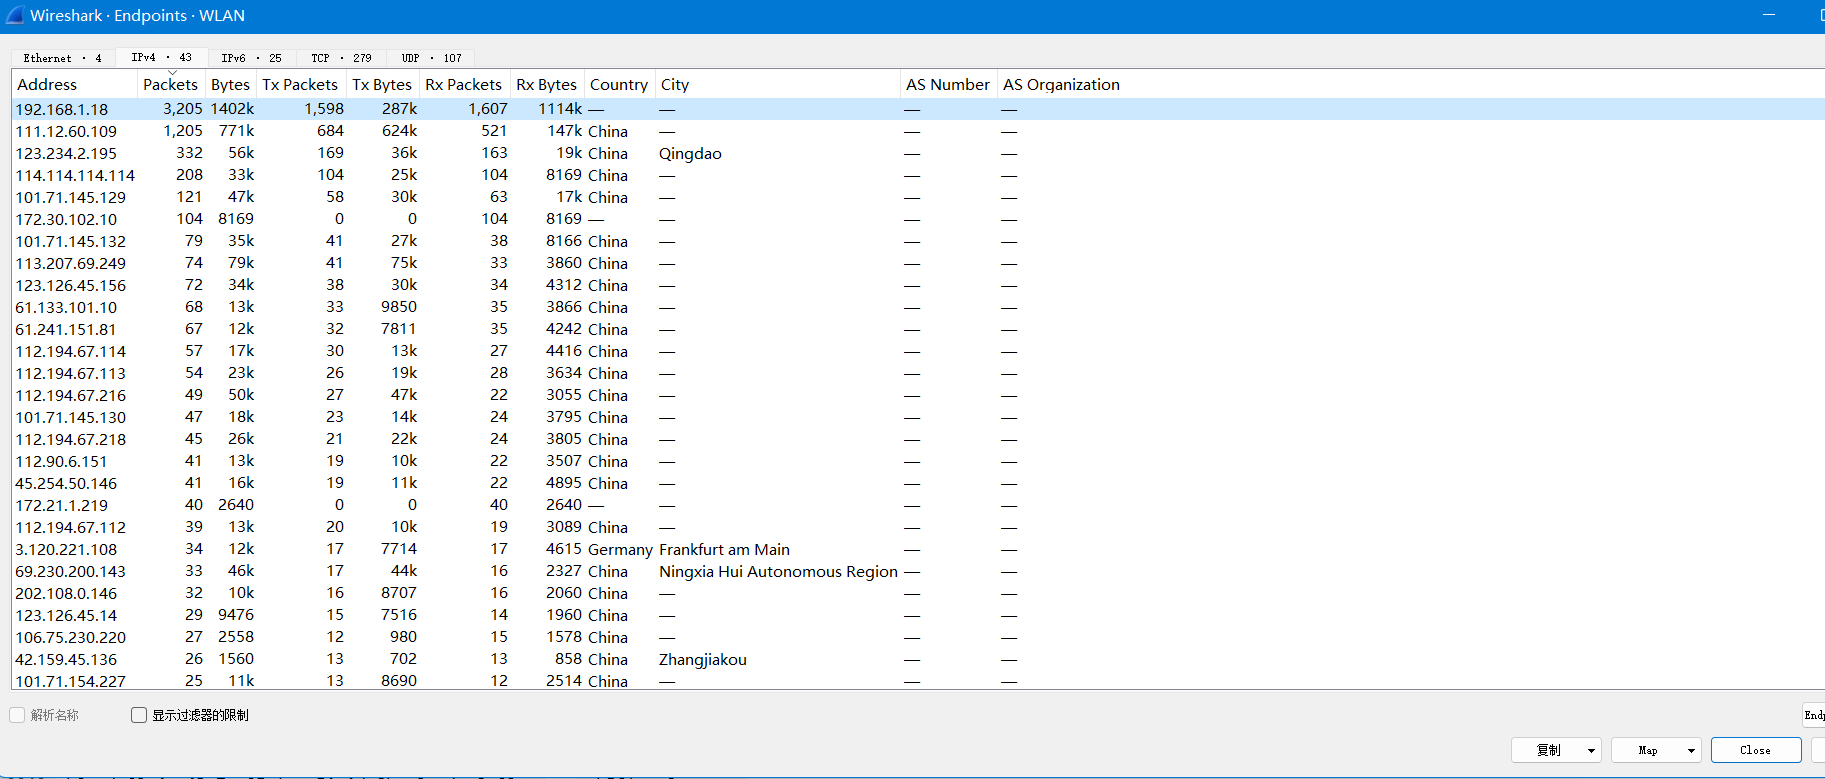 Wireshark · Endpoints · WLAN
Ethernet · 4 IPv4 · 43 IPv6 · 25 TCP · 279 UDP · 107
Address Packets Bytes Tx Packets Tx Bytes Rx Packets Rx Bytes Country City AS Number AS Organization
192.168.1.18 3,205 1402k 1,598 287k 1,607 1114k — — — —
111.12.60.109 1,205 771k 684 624k 521 147k China — — —
123.234.2.195 332 56k 169 36k 163 19k China Qingdao — —
114.114.114.114 208 33k 104 25k 104 8169 China — — —
101.71.145.129 121 47k 58 30k 63 17k China — — —
172.30.102.10 104 8169 0 0 104 8169 — — — —
101.71.145.132 79 35k 41 27k 38 8166 China — — —
113.207.69.249 74 79k 41 75k 33 3860 China — — —
123.126.45.156 72 34k 38 30k 34 4312 China — — —
61.133.101.10 68 13k 33 9850 35 3866 China — — —
61.241.151.81 67 12k 32 7811 35 4242 China — — —
112.194.67.114 57 17k 30 13k 27 4416 China — — —
112.194.67.113 54 23k 26 19k 28 3634 China — — —
112.194.67.216 49 50k 27 47k 22 3055 China — — —
101.71.145.130 47 18k 23 14k 24 3795 China — — —
112.194.67.218 45 26k 21 22k 24 3805 China — — —
112.90.6.151 41 13k 19 10k 22 3507 China — — —
45.254.50.146 41 16k 19 11k 22 4895 China — — —
172.21.1.219 40 2640 0 0 40 2640 — — — —
112.194.67.112 39 13k 20 10k 19 3089 China — — —
3.120.221.108 34 12k 17 7714 17 4615 Germany Frankfurt am Main — —
69.230.200.143 33 46k 17 44k 16 2327 China Ningxia Hui Autonomous Region — —
202.108.0.146 32 10k 16 8707 16 2060 China — — —
123.126.45.14 29 9476 15 7516 14 1960 China — — —
106.75.230.220 27 2558 12 980 15 1578 China — — —
42.159.45.136 26 1560 13 702 13 858 China Zhangjiakou — —
101.71.154.227 25 11k 13 8690 12 2514 China — — —
解析名称 显示过滤器的限制
复制 Map Close